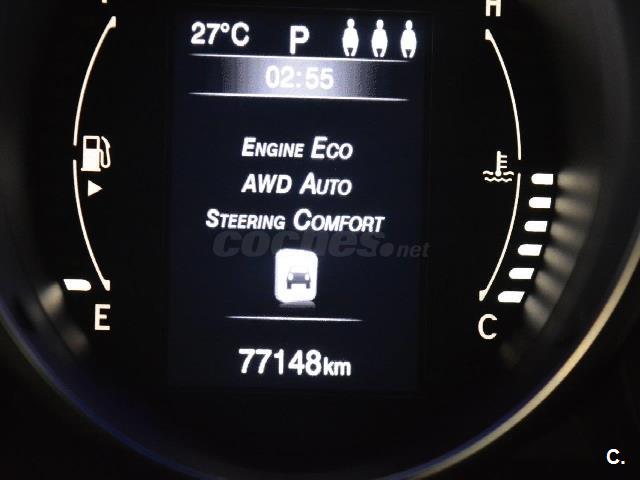 H
27°C P
02:55
ENGINE ECO
AWD AUTO
STEERING COMFORT
coches.net
E
C
77148km
C.